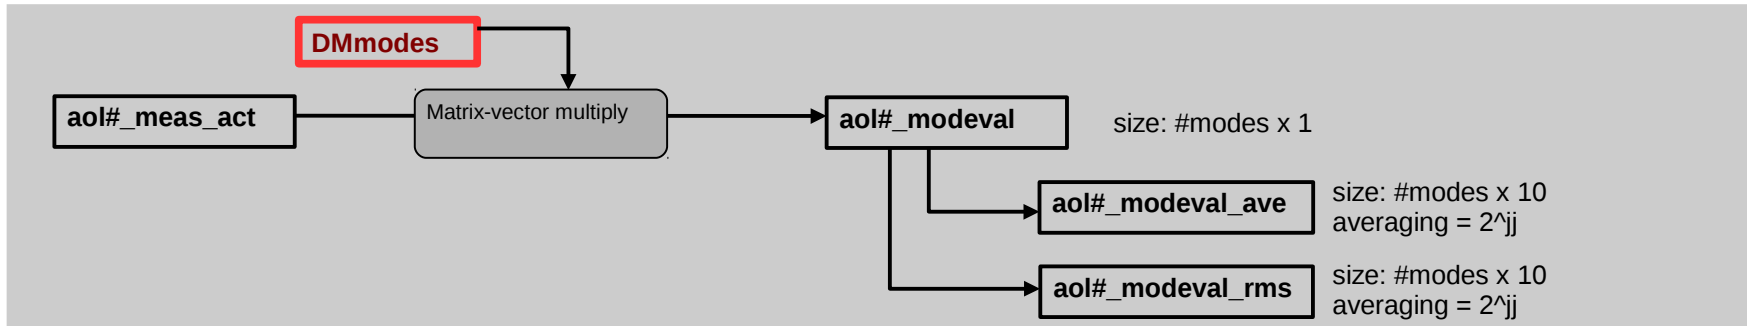 DMmodes
aol#_meas_act
Matrix-vector multiply
aol#_modeval
size: #modes x 1
aol#_modeval_ave
size: #modes x 10
averaging = 2^jj
aol#_modeval_rms
size: #modes x 10
averaging = 2^jj